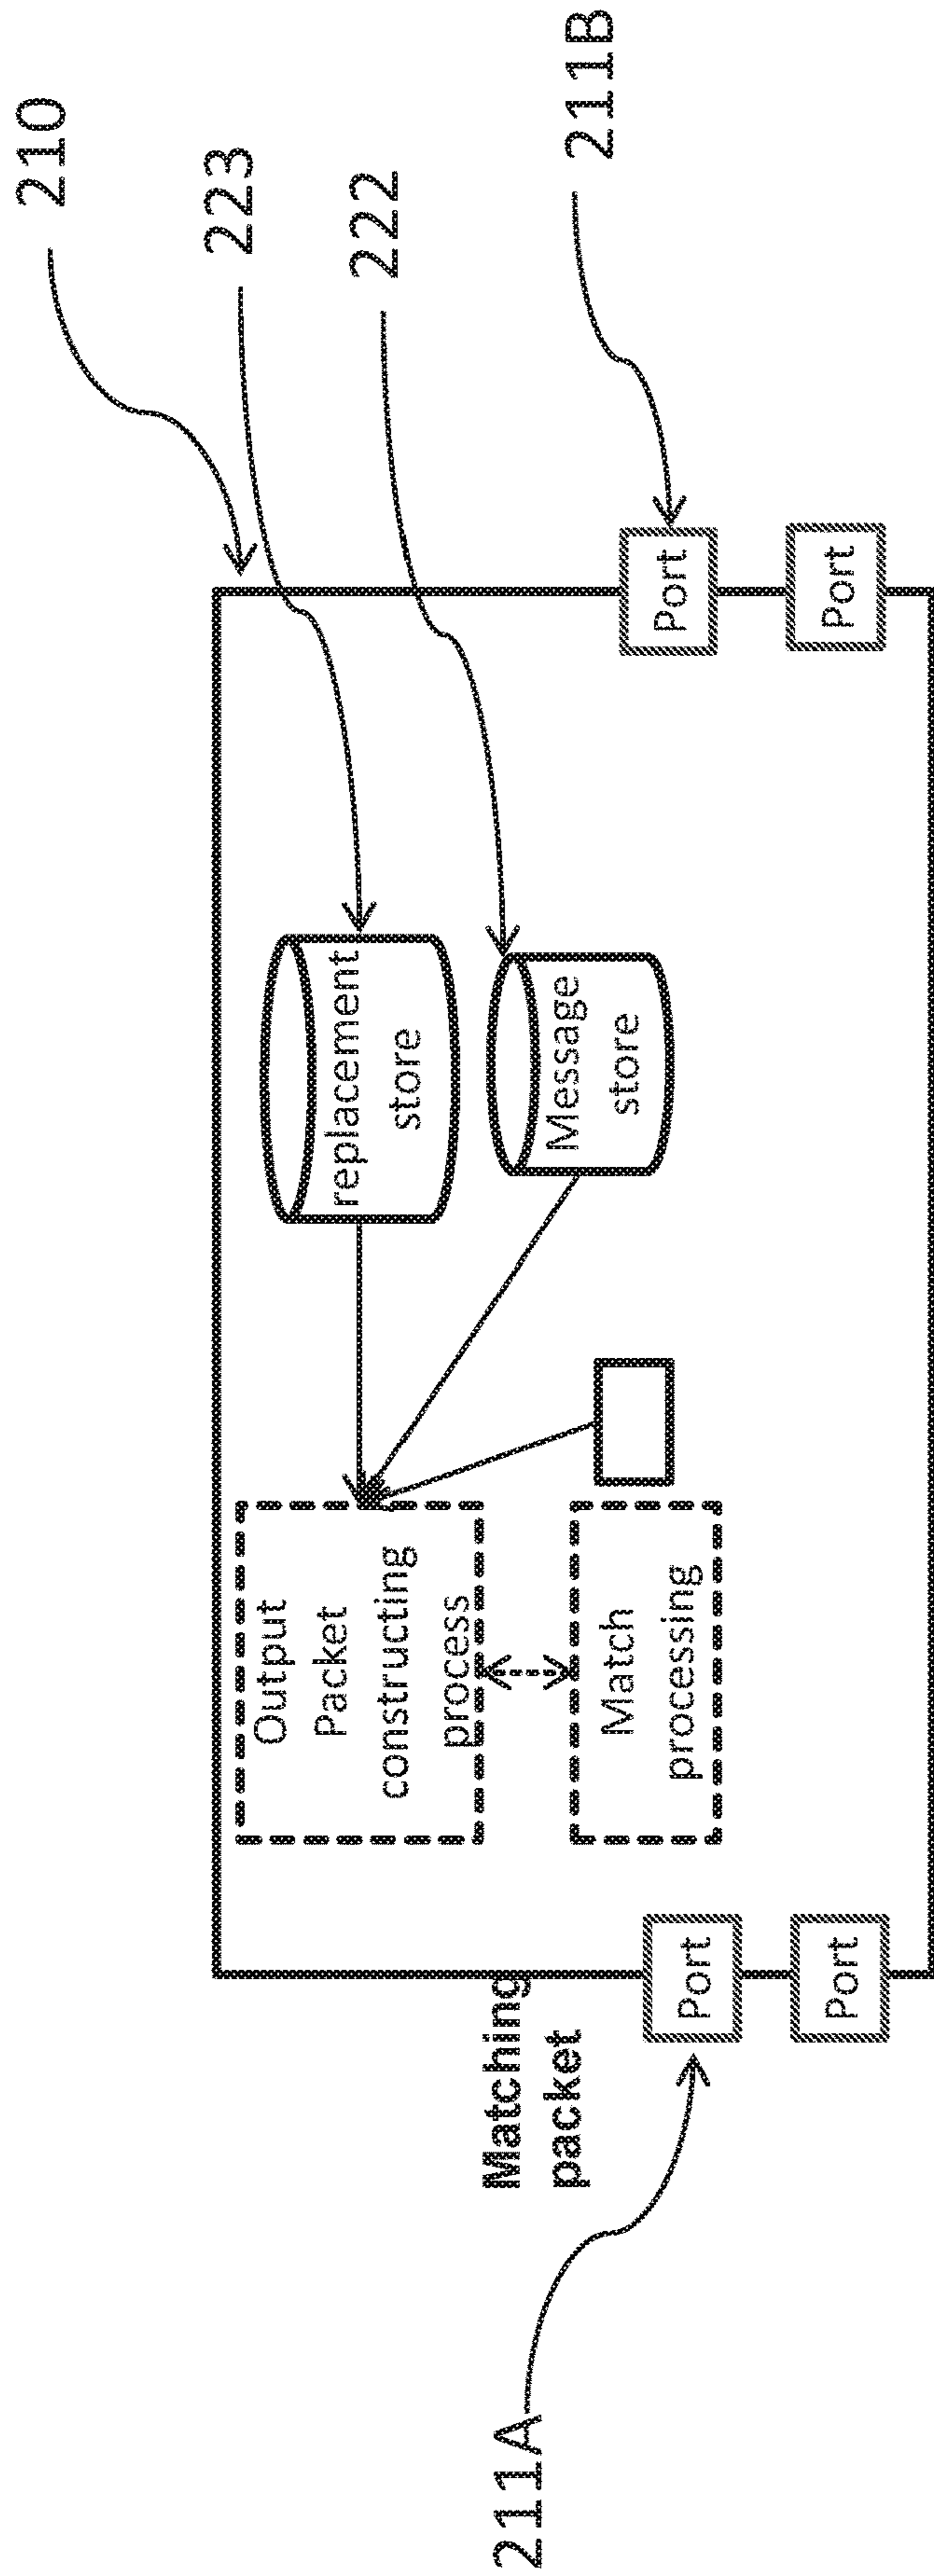 210
223
222
211B
Output
Packet
constructing
process
replacement
store
Message
store
Match
processing
Port
Port
Matching
packet
Port
Port
211A